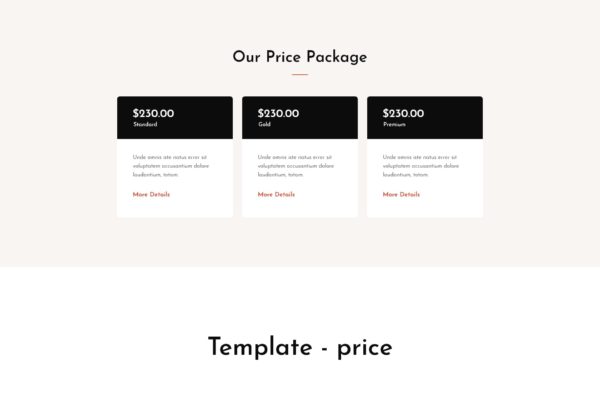 Our Price Package
$230.00
Standard
Unde omnis iste natus error sit
voluptatem accusantium dolore
laudantium, totam.
More Details
$230.00
Gold
Unde omnis iste natus error sit
voluptatem accusantium dolore
laudantium, totam.
More Details
$230.00
Premium
Unde omnis iste natus error sit
voluptatem accusantium dolore
laudantium, totam.
More Details
Template - price